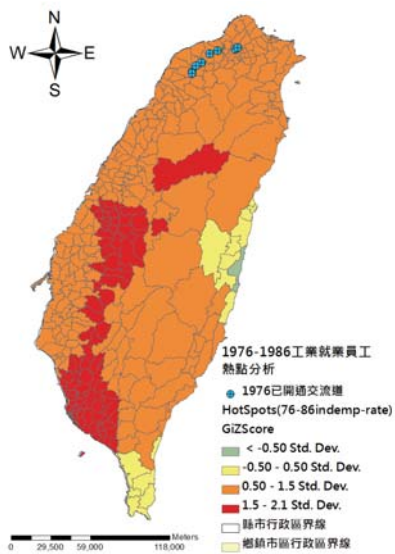 N
W E
S
1976-1986工業就業員工
熱點分析
1976已開通交流道
HotSpots(76-86indemp-rate)
GiZScore
< -0.50 Std. Dev.
-0.50 - 0.50 Std. Dev.
0.50 - 1.5 Std. Dev.
1.5 - 2.1 Std. Dev.
縣市行政區界線
鄉鎮市區行政區界線
Meters
0 29,500 59,000 118,000